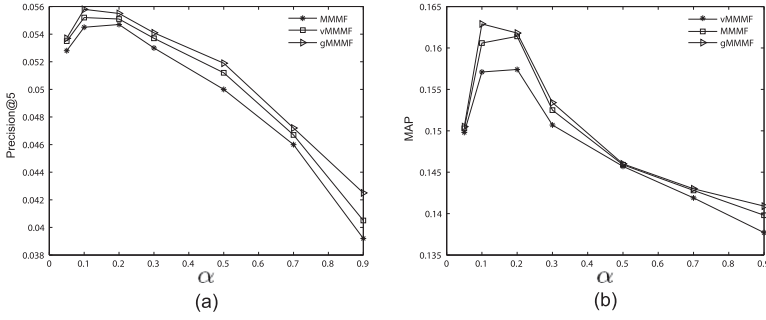 0.056
0.054
0.052
0.05
0.048
0.046
0.044
0.042
0.04
0.038
Precision@5
MMMF
vMMMF
gMMMF
0 0.1 0.2 0.3 0.4 0.5 0.6 0.7 0.8 0.9
α
(a)
0.165
0.16
0.155
0.15
0.145
0.14
0.135
MAP
vMMMF
MMMF
gMMMF
0 0.1 0.2 0.3 0.4 0.5 0.6 0.7 0.8 0.9
α
(b)